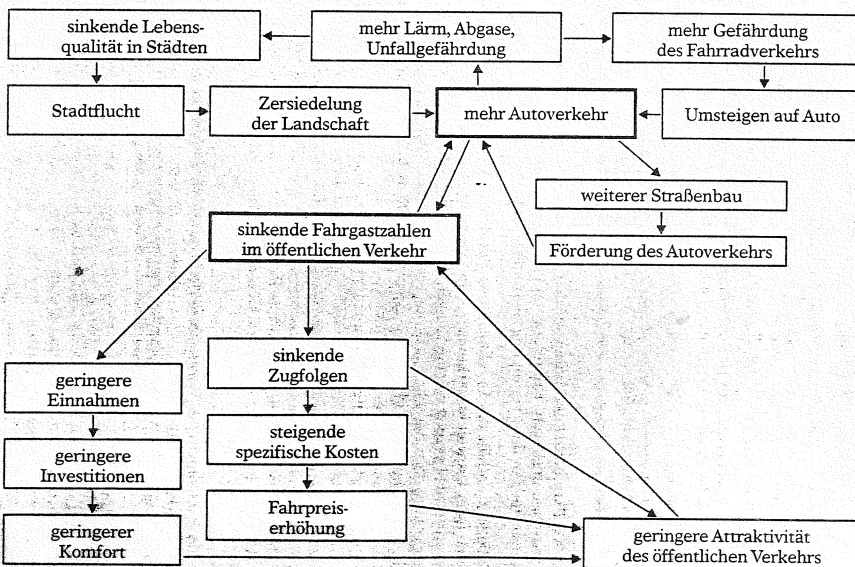 sinkende Lebens-
qualität in Städten
mehr Lärm, Abgase,
Unfallgefährdung
mehr Gefährdung
des Fahrradverkehrs
Stadtflucht
Zersiedelung
der Landschaft
mehr Autoverkehr
Umsteigen auf Auto
weiterer Straßenbau
sinkende Fahrgastzahlen
im öffentlichen Verkehr
Förderung des Autoverkehrs
geringere
Einnahmen
sinkende
Zugfolgen
geringere
Investitionen
steigende
spezifische Kosten
geringerer
Komfort
Fahrpreis-
erhöhung
geringere Attraktivität
des öffentlichen Verkehrs